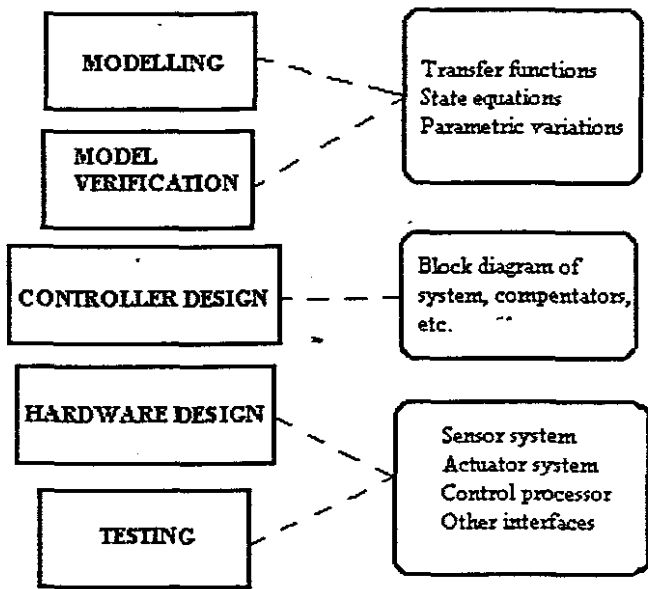 MODELLING
Transfer functions
State equations
Parametric variations
MODEL
VERIFICATION
CONTROLLER DESIGN
Block diagram of
system, compentators,
etc.
HARDWARE DESIGN
Sensor system
Actuator system
Control processor
Other interfaces
TESTING